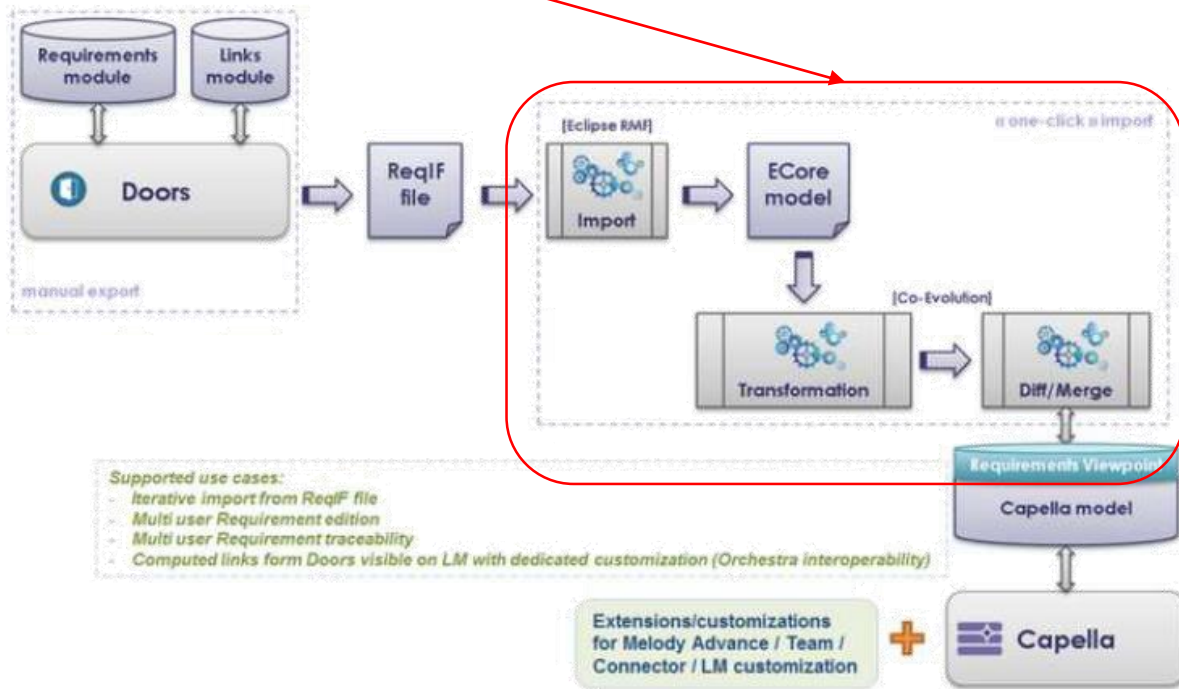 Requirements
module
Links
module
Doors
manual export
ReqIF
file
[Eclipse RMF]
« one-click » import
Import
ECore
model
[Co-Evolution]
Transformation
Diff/Merge
Requirements Viewpoint
Capella model
Supported use cases:
- Iterative import from ReqIF file
- Multi user Requirement edition
- Multi user Requirement traceability
- Computed links form Doors visible on LM with dedicated customization (Orchestra interoperability)
Extensions/customizations
for Melody Advance / Team /
Connector / LM customization
Capella